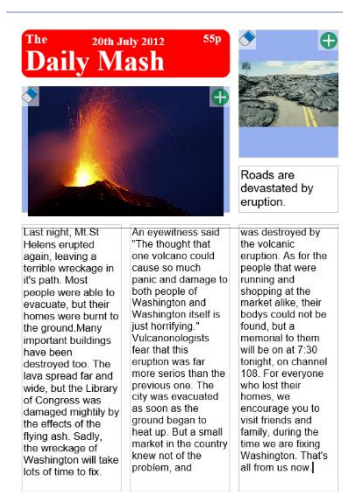 The
20th July 2012
55p
Daily Mash
Roads are
devastated by
eruption.
Last night, Mt.St
Helens erupted
again, leaving a
terrible wreckage in
it's path. Most
people were able to
evacuate, but their
homes were burnt to
the ground.Many
important buildings
have been
destroyed too. The
lava spread far and
wide, but the Library
of Congress was
damaged mightily by
the effects of the
flying ash. Sadly,
the wreckage of
Washington will take
lots of time to fix.
An eyewitness said
"The thought that
one volcano could
cause so much
panic and damage to
both people of
Washington and
Washington itself is
just horrifying."
Vulcanonologists
fear that this
eruption was far
more serios than the
previous one. The
city was evacuated
as soon as the
ground began to
heat up. But a small
market in the country
knew not of the
problem, and
was destroyed by
the volcanic
eruption. As for the
people that were
running and
shopping at the
market alike, their
bodys could not be
found, but a
memorial to them
will be on at 7:30
tonight, on channel
108. For everyone
who lost their
homes, we
encourage you to
visit friends and
family, during the
time we are fixing
Washington. That's
all from us now.